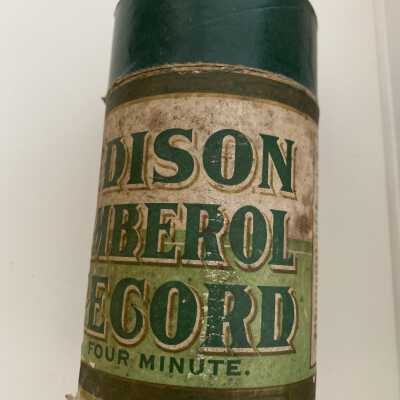 DISON
MBEROL
ECORD
FOUR MINUTE.